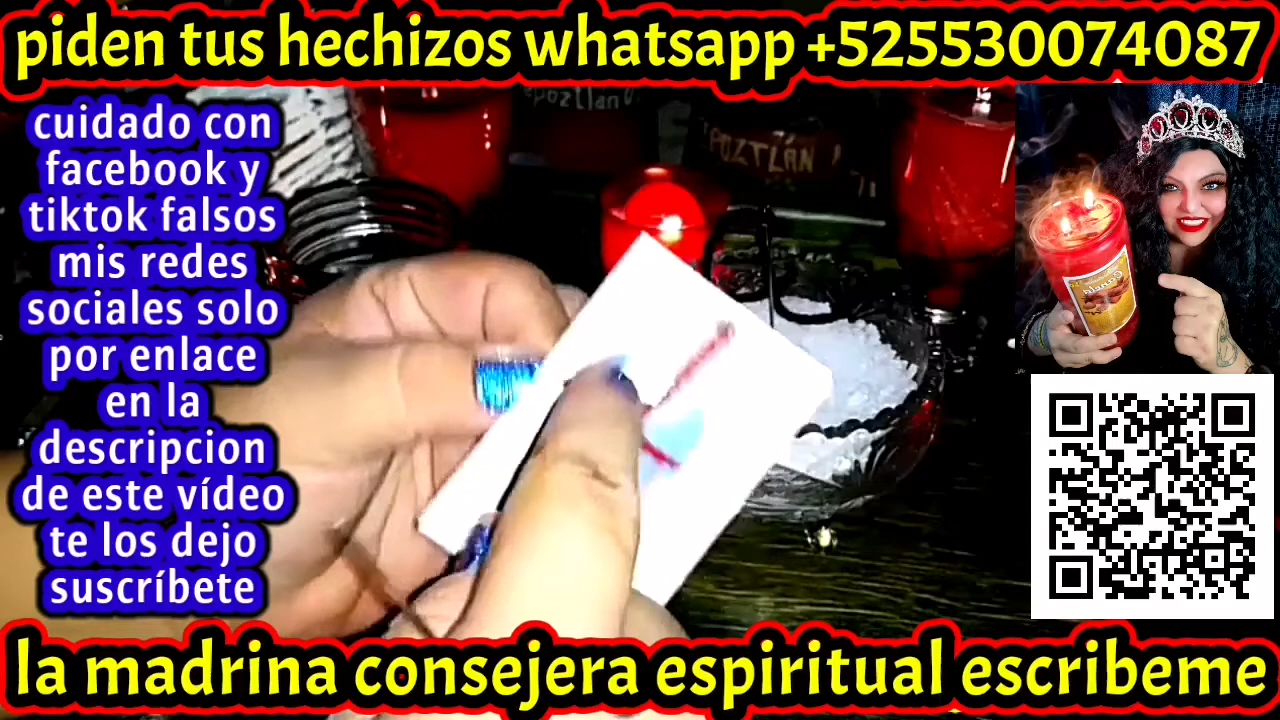 piden tus hechizos whatsapp +525530074087
cuidado con
facebook y
tiktok falsos
mis redes
sociales solo
por enlace
en la
descripcion
de este vídeo
te los dejo
suscríbete
POZTLÁN
la madrina consejera espiritual escribeme